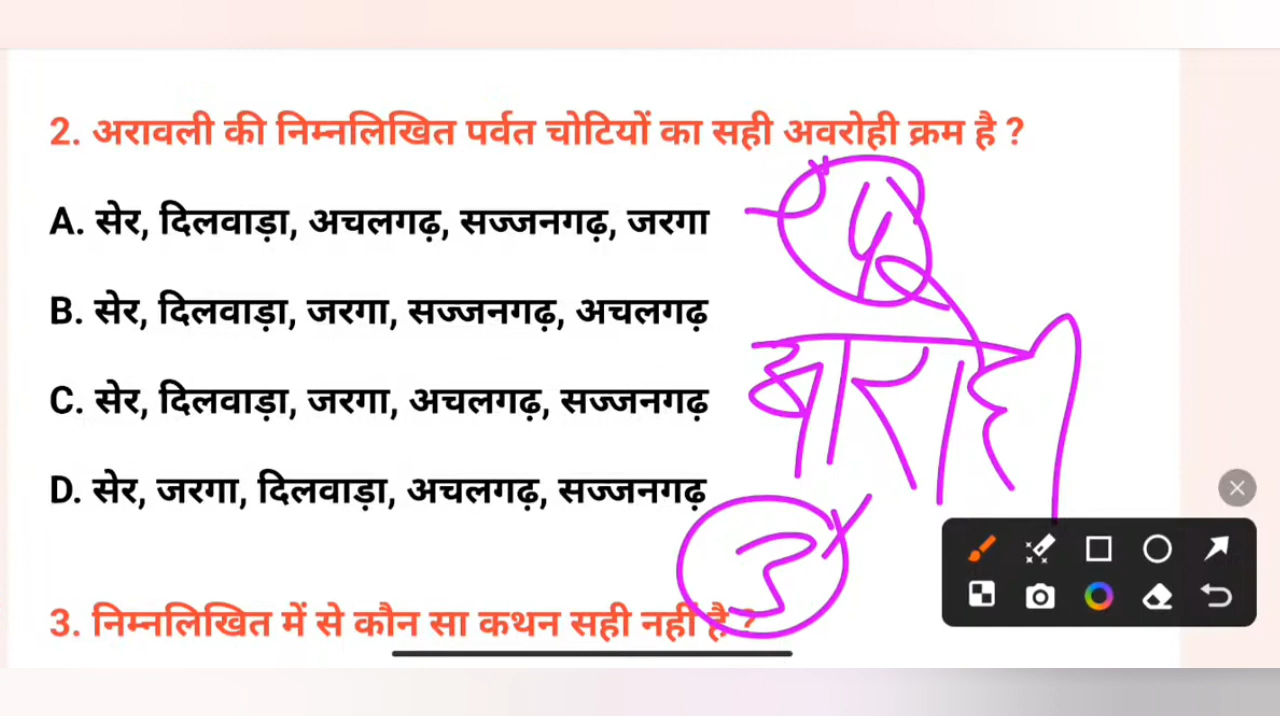 2. अरावली की निम्नलिखित पर्वत चोटियों का सही अवरोही क्रम है ?
A. सेर, दिलवाड़ा, अचलगढ़, सज्जनगढ़, जरगा
B. सेर, दिलवाड़ा, जरगा, सज्जनगढ़, अचलगढ़
C. सेर, दिलवाड़ा, जरगा, अचलगढ़, सज्जनगढ़
D. सेर, जरगा, दिलवाड़ा, अचलगढ़, सज्जनगढ़
3. निम्नलिखित में से कौन सा कथन सही नहीं है ?